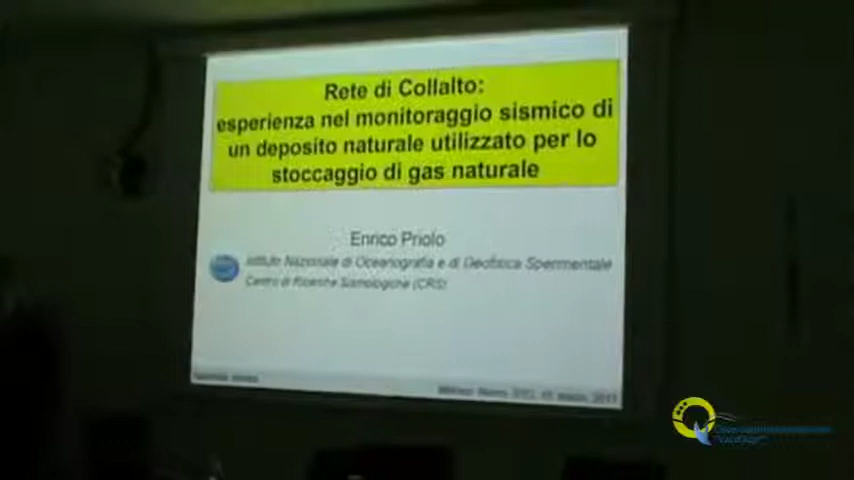 Rete di Collalto:
esperienza nel monitoraggio sismico di
un deposito naturale utilizzato per lo
stoccaggio di gas naturale
Enrico Priolo
Istituto Nazionale di Oceanografia e di Geofisica Sperimentale
Centro di Ricerche Sismologiche (CRS)